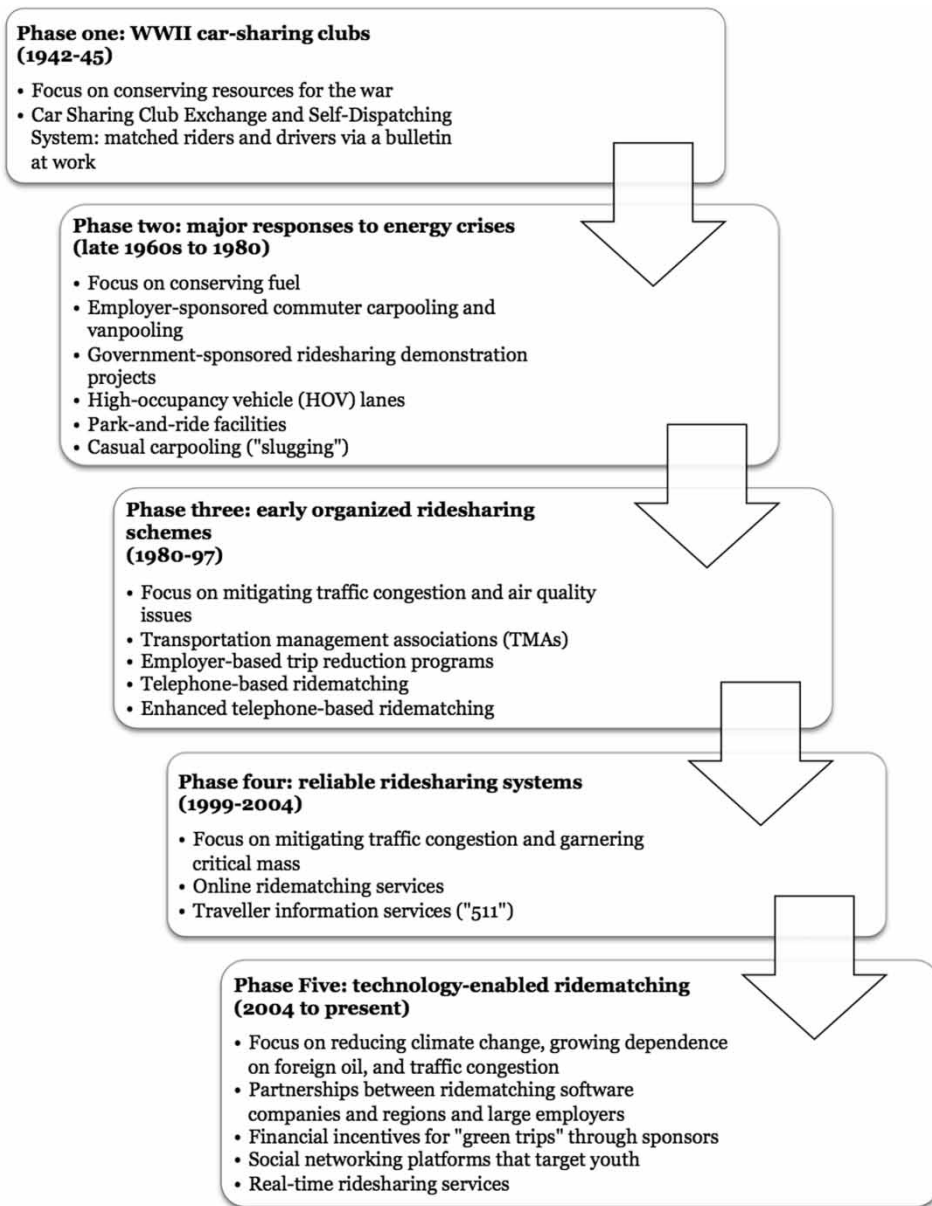 Phase one: WWII car-sharing clubs
(1942-45)
• Focus on conserving resources for the war
• Car Sharing Club Exchange and Self-Dispatching
System: matched riders and drivers via a bulletin
at work
Phase two: major responses to energy crises
(late 1960s to 1980)
• Focus on conserving fuel
• Employer-sponsored commuter carpooling and
vanpooling
• Government-sponsored ridesharing demonstration
projects
• High-occupancy vehicle (HOV) lanes
• Park-and-ride facilities
• Casual carpooling ("slugging")
Phase three: early organized ridesharing
schemes
(1980-97)
• Focus on mitigating traffic congestion and air quality
issues
• Transportation management associations (TMAs)
• Employer-based trip reduction programs
• Telephone-based ridematching
• Enhanced telephone-based ridematching
Phase four: reliable ridesharing systems
(1999-2004)
• Focus on mitigating traffic congestion and garnering
critical mass
• Online ridematching services
• Traveller information services ("511")
Phase Five: technology-enabled ridematching
(2004 to present)
• Focus on reducing climate change, growing dependence
on foreign oil, and traffic congestion
• Partnerships between ridematching software
companies and regions and large employers
• Financial incentives for "green trips" through sponsors
• Social networking platforms that target youth
• Real-time ridesharing services